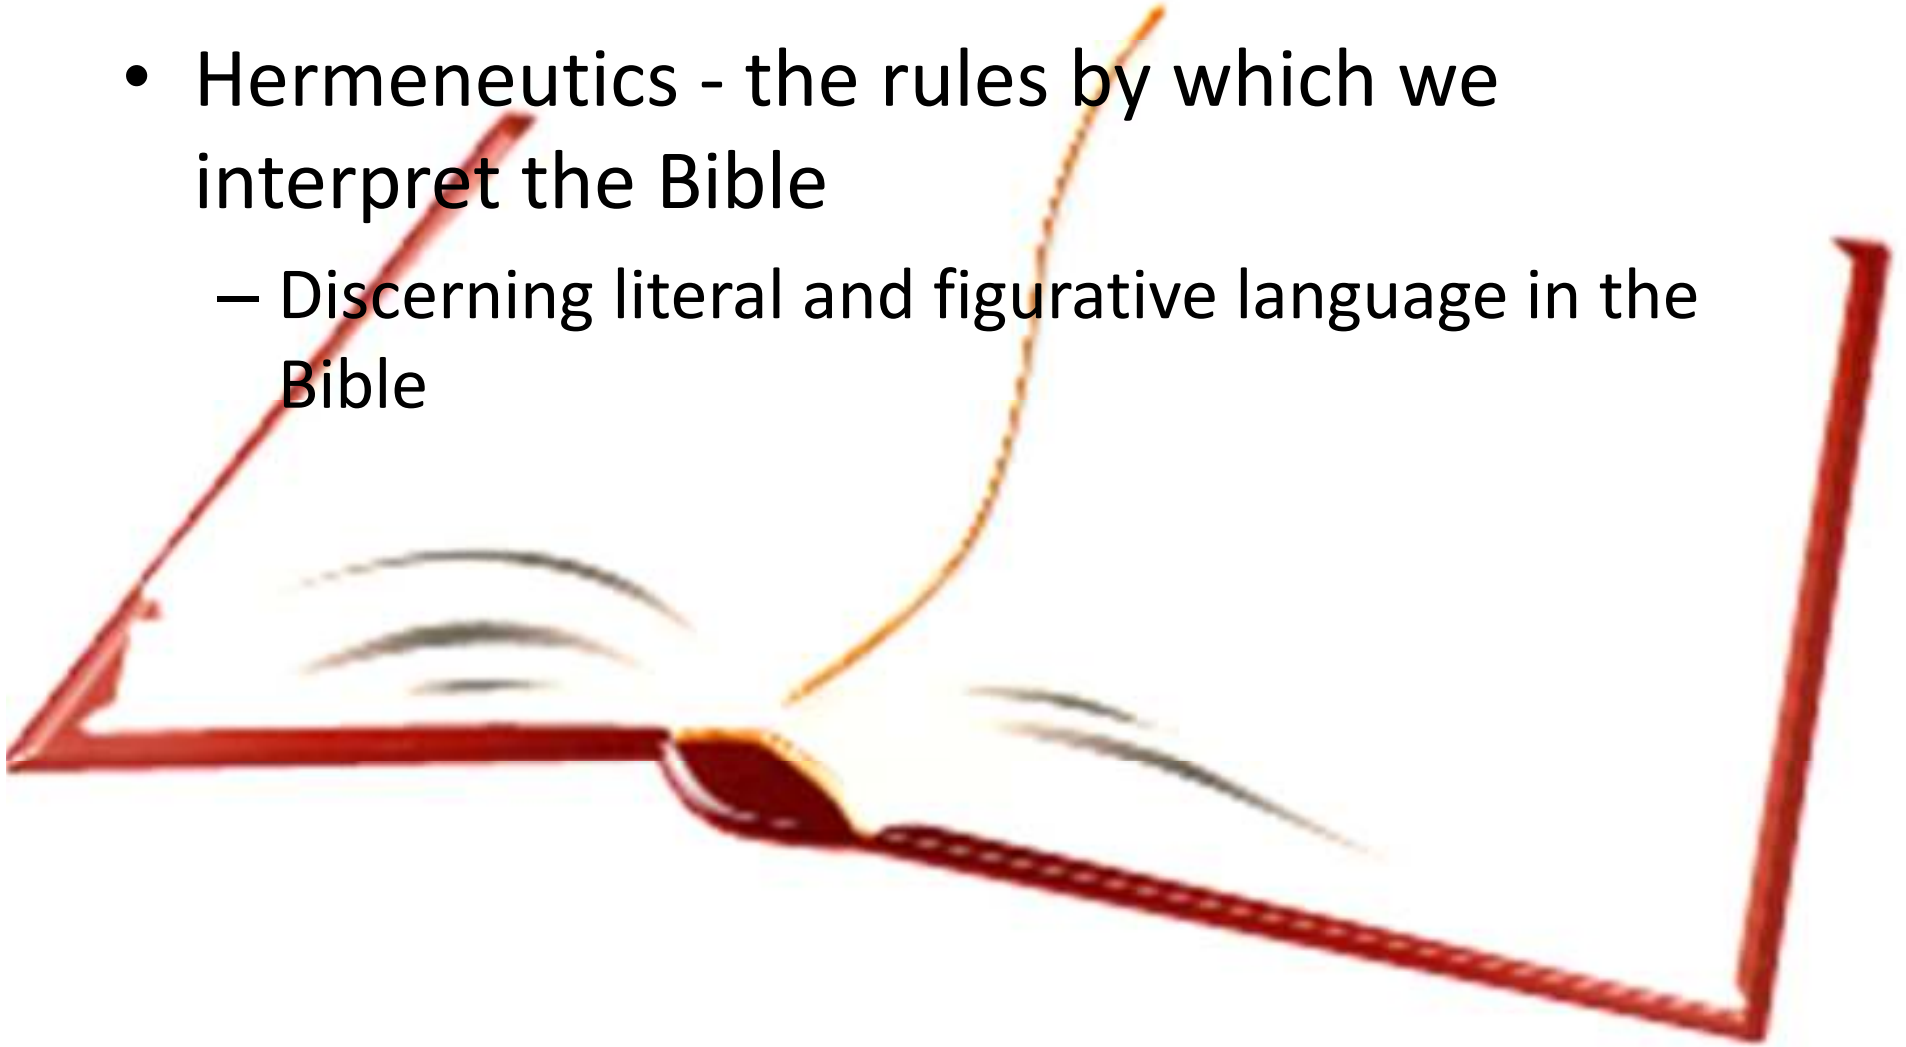 • Hermeneutics - the rules by which we
interpret the Bible
– Discerning literal and figurative language in the
Bible